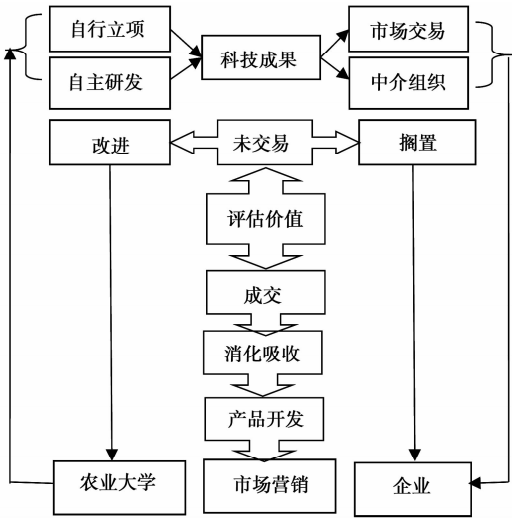 自行立项
科技成果
市场交易
自主研发
中介组织
改进
未交易
搁置
评估价值
成交
消化吸收
产品开发
农业大学
市场营销
企业